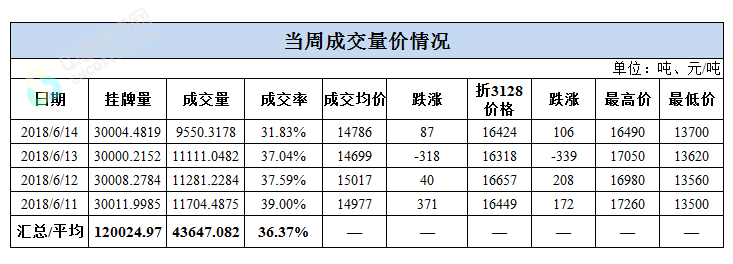 当周成交量价情况
单位：吨、元/吨
日期 挂牌量 成交量 成交率 成交均价 跌涨 折3128价格 跌涨 最高价 最低价
2018/6/14 30004.4819 9550.3178 31.83% 14786 87 16424 106 16490 13700
2018/6/13 30000.2152 11111.0482 37.04% 14699 -318 16318 -339 17050 13620
2018/6/12 30008.2784 11281.2284 37.59% 15017 40 16657 208 16980 13560
2018/6/11 30011.9985 11704.4875 39.00% 14977 371 16449 172 17260 13500
汇总/平均 120024.97 43647.082 36.37% — — — — — —